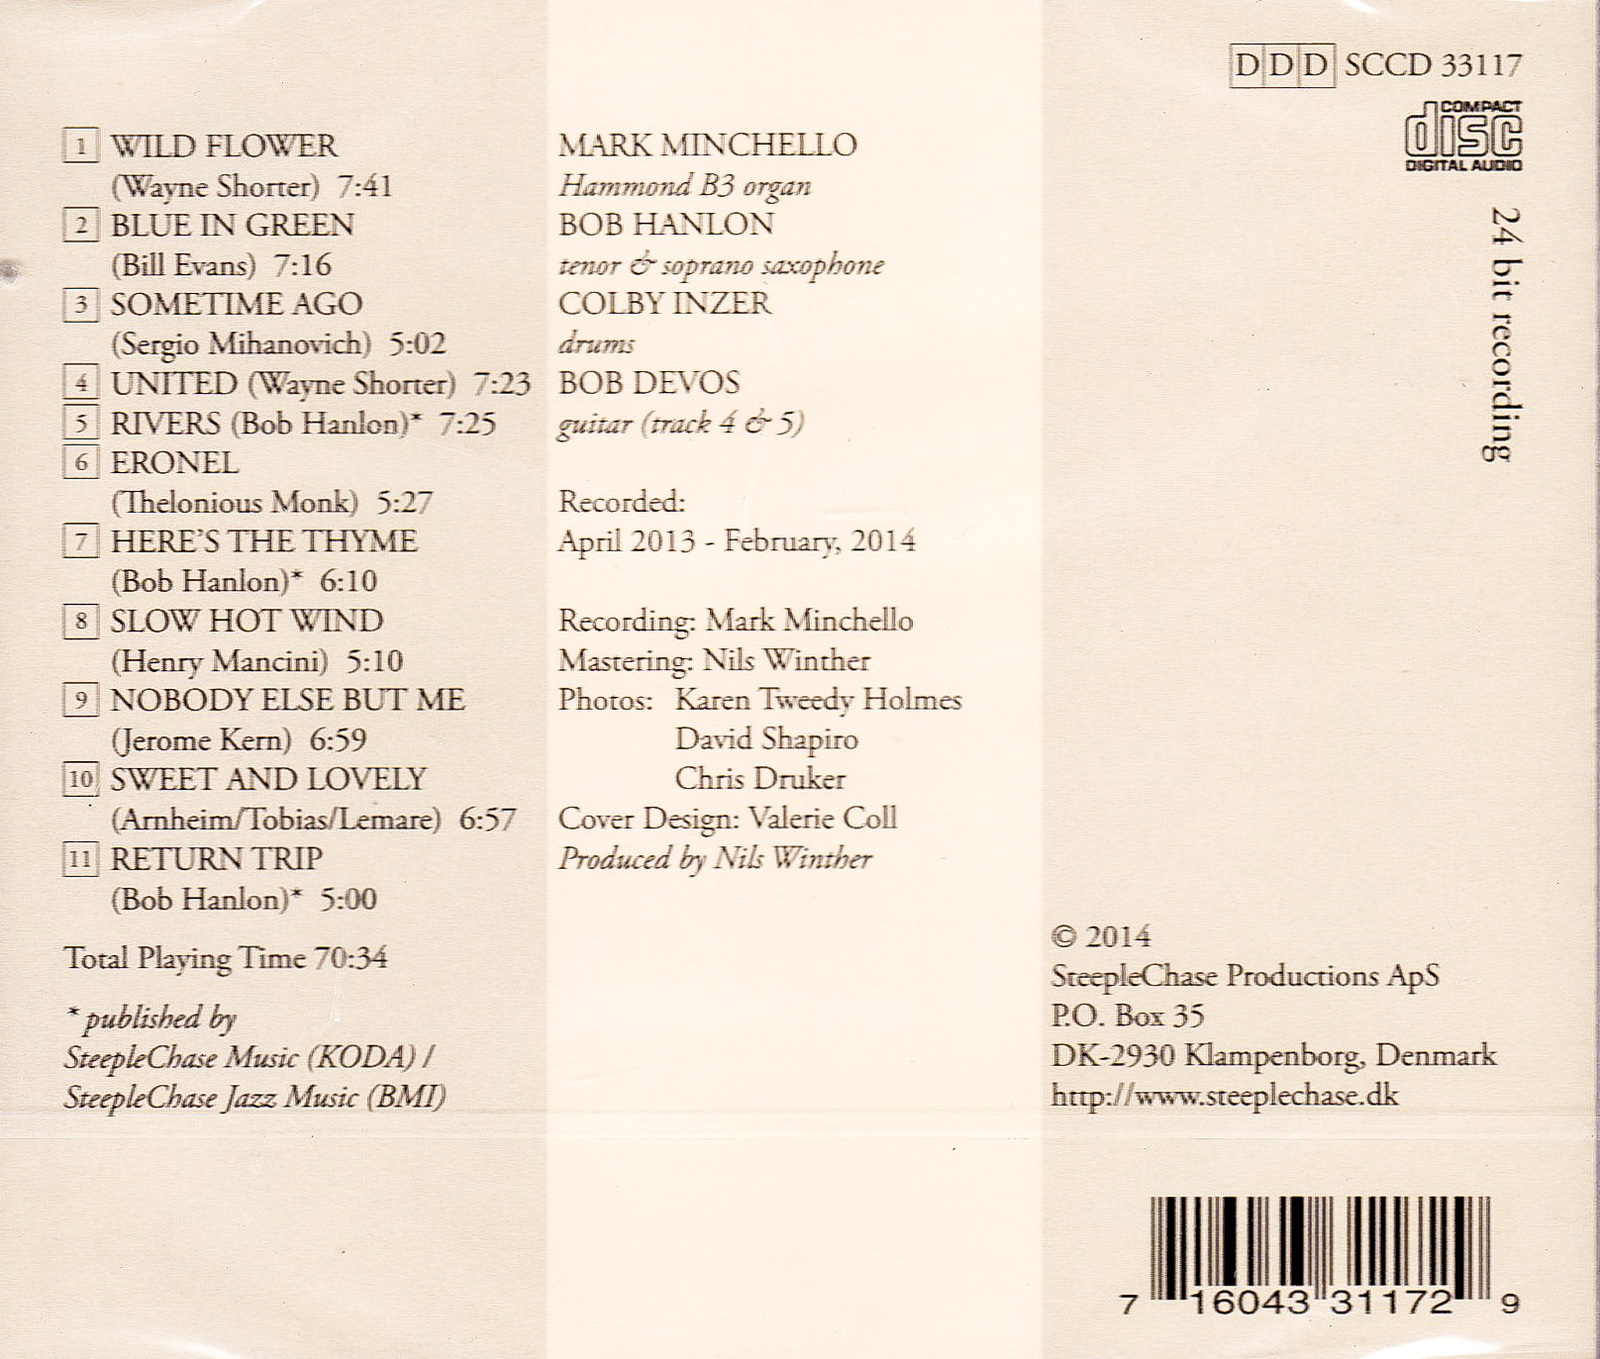 1 WILD FLOWER
(Wayne Shorter) 7:41
2 BLUE IN GREEN
(Bill Evans) 7:16
3 SOMETIME AGO
(Sergio Mihanovich) 5:02
4 UNITED (Wayne Shorter) 7:23
5 RIVERS (Bob Hanlon)* 7:25
6 ERONEL
(Thelonious Monk) 5:27
7 HERE'S THE THYME
(Bob Hanlon)* 6:10
8 SLOW HOT WIND
(Henry Mancini) 5:10
9 NOBODY ELSE BUT ME
(Jerome Kern) 6:59
10 SWEET AND LOVELY
(Arnheim/Tobias/Lemare) 6:57
11 RETURN TRIP
(Bob Hanlon)* 5:00
Total Playing Time 70:34
* published by
SteepleChase Music (KODA) /
SteepleChase Jazz Music (BMI)
MARK MINCHELLO
Hammond B3 organ
BOB HANLON
tenor & soprano saxophone
COLBY INZER
drums
BOB DEVOS
guitar (track 4 & 5)
Recorded:
April 2013 - February, 2014
Recording: Mark Minchello
Mastering: Nils Winther
Photos: Karen Tweedy Holmes
David Shapiro
Chris Druker
Cover Design: Valerie Coll
Produced by Nils Winther
DDD SCCD 33117
COMPACT
disc
DIGITAL AUDIO
24 bit recording
© 2014
SteepleChase Productions ApS
P.O. Box 35
DK-2930 Klampenborg, Denmark
http://www.steeplechase.dk
7 16043 31172 9